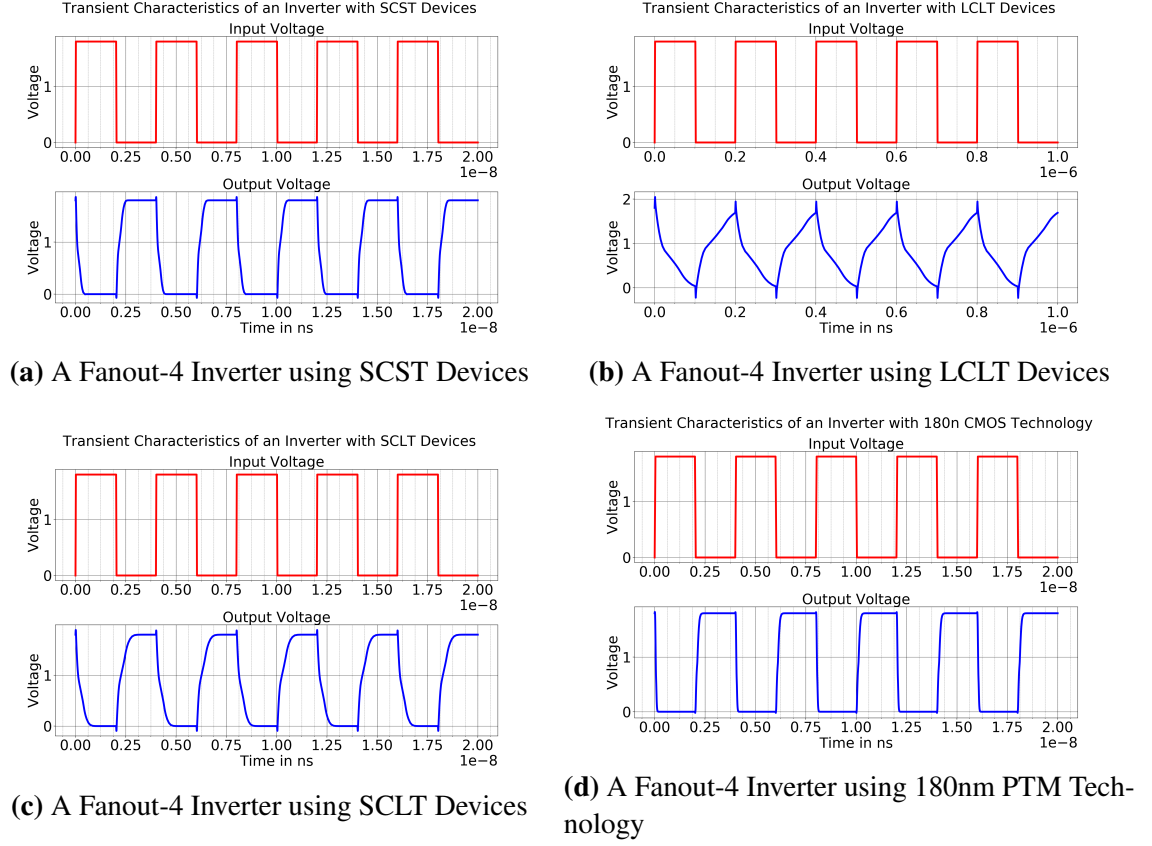 Transient Characteristics of an Inverter with SCST Devices
Input Voltage
Voltage
1
0
0.00 0.25 0.50 0.75 1.00 1.25 1.50 1.75 2.00
1e−8
Output Voltage
Voltage
1
0
0.00 0.25 0.50 0.75 1.00 1.25 1.50 1.75 2.00
Time in ns
1e−8
(a) A Fanout-4 Inverter using SCST Devices
Transient Characteristics of an Inverter with LCLT Devices
Input Voltage
Voltage
1
0
0.0 0.2 0.4 0.6 0.8 1.0
1e−6
Output Voltage
Voltage
2
1
0
0.0 0.2 0.4 0.6 0.8 1.0
Time in ns
1e−6
(b) A Fanout-4 Inverter using LCLT Devices
Transient Characteristics of an Inverter with SCLT Devices
Input Voltage
Voltage
1
0
0.00 0.25 0.50 0.75 1.00 1.25 1.50 1.75 2.00
1e−8
Output Voltage
Voltage
1
0
0.00 0.25 0.50 0.75 1.00 1.25 1.50 1.75 2.00
Time in ns
1e−8
(c) A Fanout-4 Inverter using SCLT Devices
Transient Characteristics of an Inverter with 180n CMOS Technology
Input Voltage
Voltage
1
0
0.00 0.25 0.50 0.75 1.00 1.25 1.50 1.75 2.00
1e−8
Output Voltage
Voltage
1
0
0.00 0.25 0.50 0.75 1.00 1.25 1.50 1.75 2.00
Time in ns
1e−8
(d) A Fanout-4 Inverter using 180nm PTM Tech-
nology